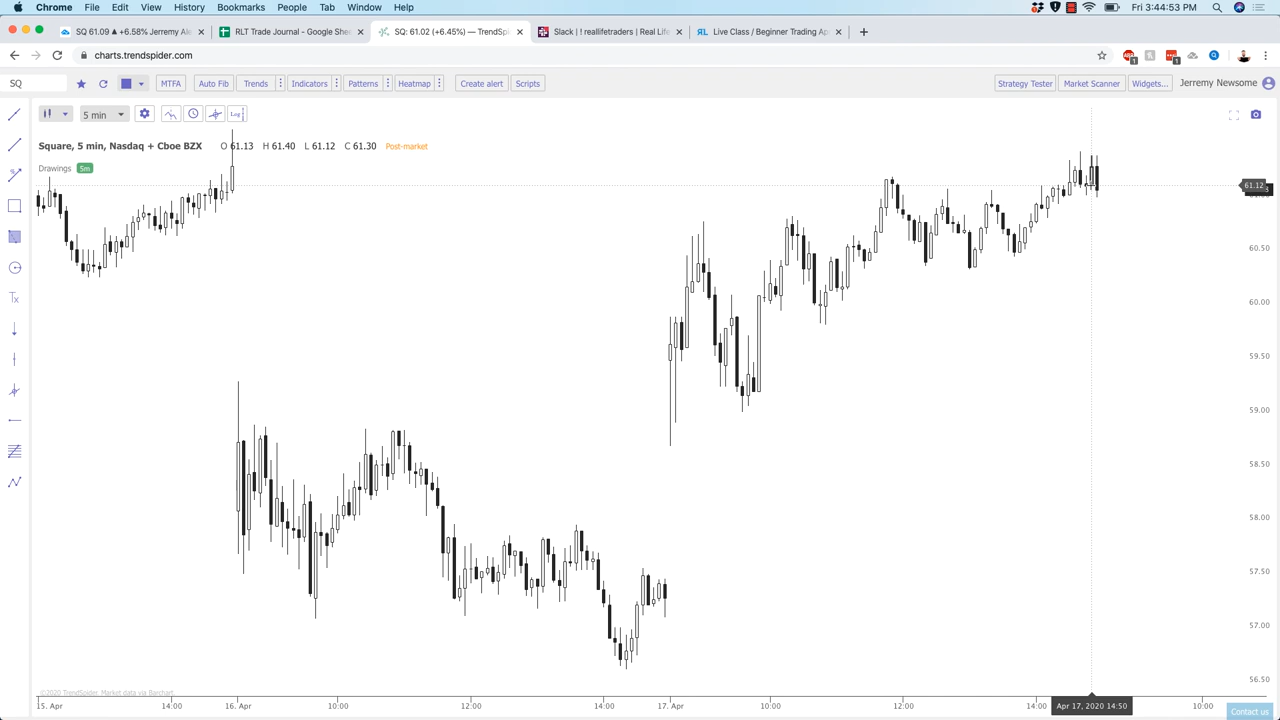 Chrome File Edit View History Bookmarks People Tab Window Help Fri 3:44:53 PM
SQ 61.09 ▲ +6.58% Jerremy Ale × RLT Trade Journal - Google She × SQ: 61.02 (+6.45%) — TrendSpi × Slack | ! reallifetraders | Real Life × Live Class / Beginner Trading Ap × +
charts.trendspider.com
SQ MTFA Auto Fib Trends Indicators Patterns Heatmap Create alert Scripts Strategy Tester Market Scanner Widgets... Jerremy Newsome
5 min Log
Square, 5 min, Nasdaq + Cboe BZX O 61.13 H 61.40 L 61.12 C 61.30 Post-market
Drawings 5m
61.12
60.50
60.00
59.50
59.00
58.50
58.00
57.50
57.00
56.50
Tx
©2020 TrendSpider. Market data via Barchart.
15. Apr 14:00 16. Apr 10:00 12:00 14:00 17. Apr 10:00 12:00 14:00 Apr 17, 2020 14:50 10:00
Contact us